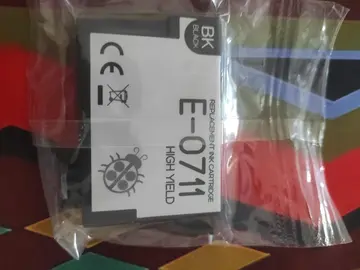 BK
BLACK
REPLACEMENT INK CARTRIDGE
E-0711
HIGH YIELD
CE